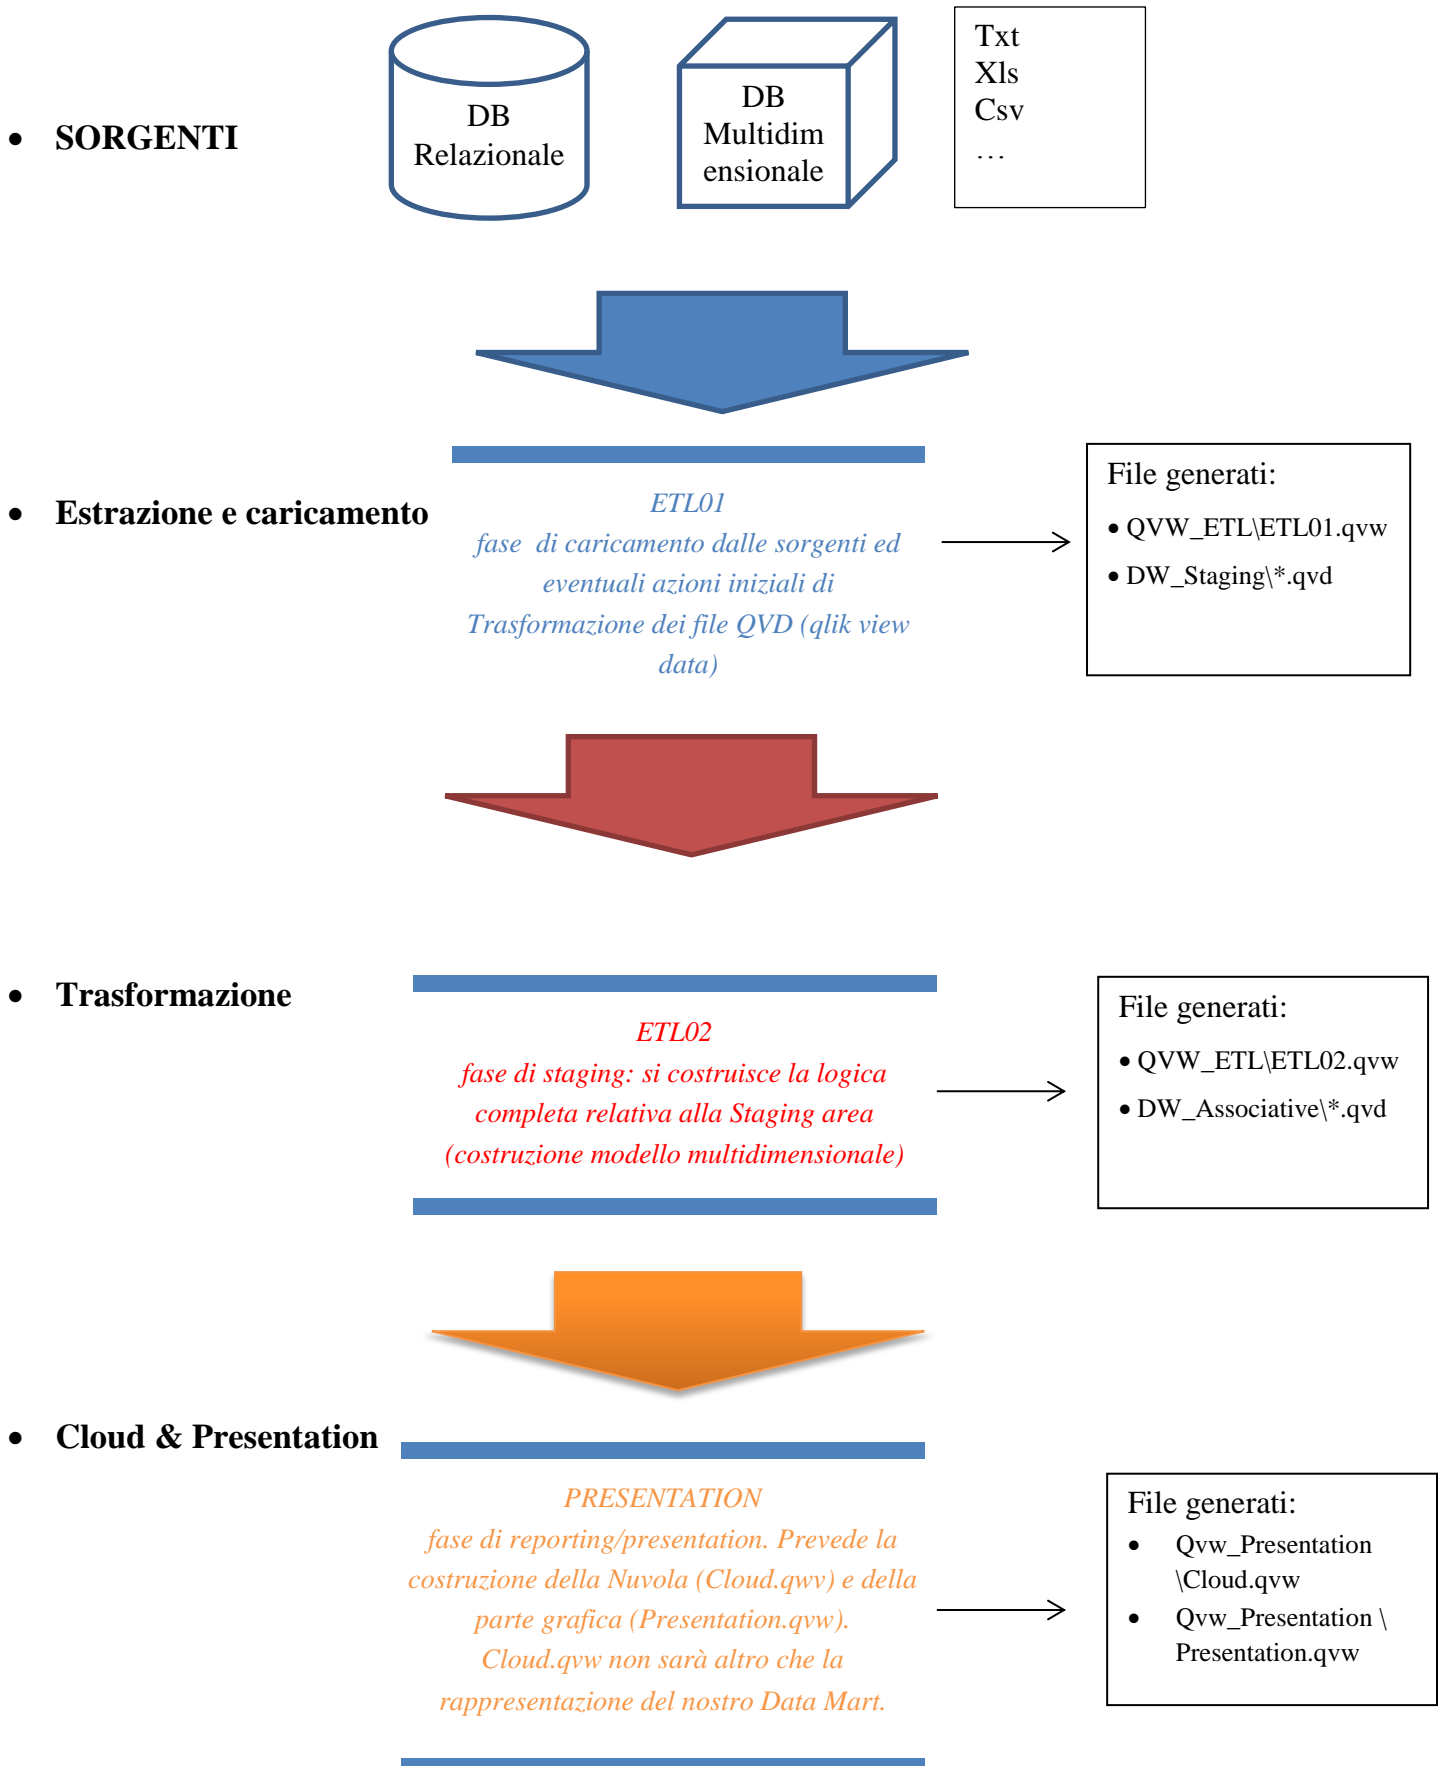 • SORGENTI
DB
Relazionale
DB
Multidim
ensionale
Txt
Xls
Csv
…
• Estrazione e caricamento
ETL01
fase  di caricamento dalle sorgenti ed
eventuali azioni iniziali di
Trasformazione dei file QVD (qlik view
data)
File generati:
• QVW_ETL\ETL01.qvw
• DW_Staging\*.qvd
• Trasformazione
ETL02
fase di staging: si costruisce la logica
completa relativa alla Staging area
(costruzione modello multidimensionale)
File generati:
• QVW_ETL\ETL02.qvw
• DW_Associative\*.qvd
• Cloud & Presentation
PRESENTATION
fase di reporting/presentation. Prevede la
costruzione della Nuvola (Cloud.qwv) e della
parte grafica (Presentation.qvw).
Cloud.qvw non sarà altro che la
rappresentazione del nostro Data Mart.
File generati:
• Qvw_Presentation
\Cloud.qvw
• Qvw_Presentation \
Presentation.qvw